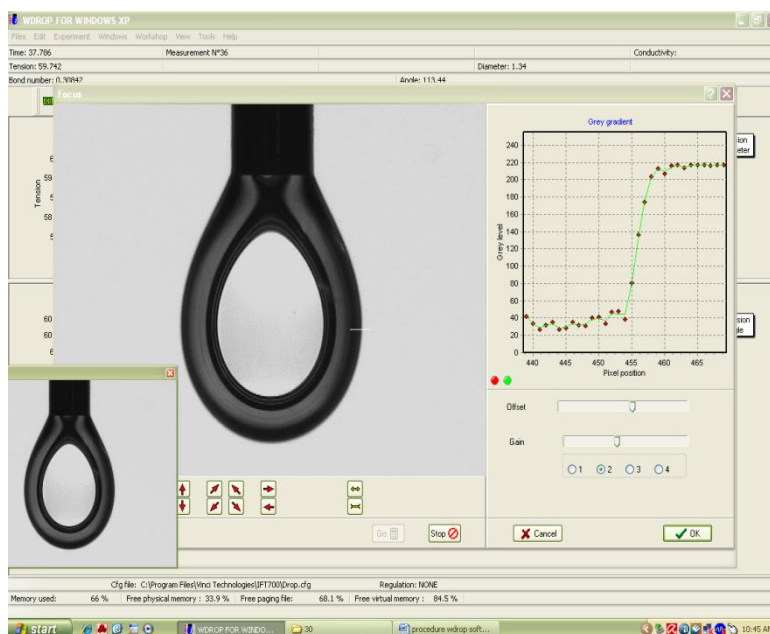 WDROP FOR WINDOWS XP
Files Edit Experiment Windows Workshop View Tools Help
Time: 37.786 Measurement N°36 Conductivity:
Tension: 59.742 Diameter: 1.34
Bond number: 0.30842 Angle: 113.44
Focus
Grey gradient
240
220
200
180
160
140
120
100
80
60
40
20
0
Grey level
440 445 450 455 460 465
Pixel position
Tension
59
58
60
60
Offset
Gain
1 2 3 4
Go Stop Cancel OK
Cfg file: C:\Program Files\Vinci Technologies\IFT700\Drop.cfg Regulation: NONE
Memory used: 66 % Free physical memory : 33.9 % Free paging file: 68.1 % Free virtual memory : 84.5 %
start WDROP FOR WINDO... 30 procedure wdrop soft... 10:45 AM